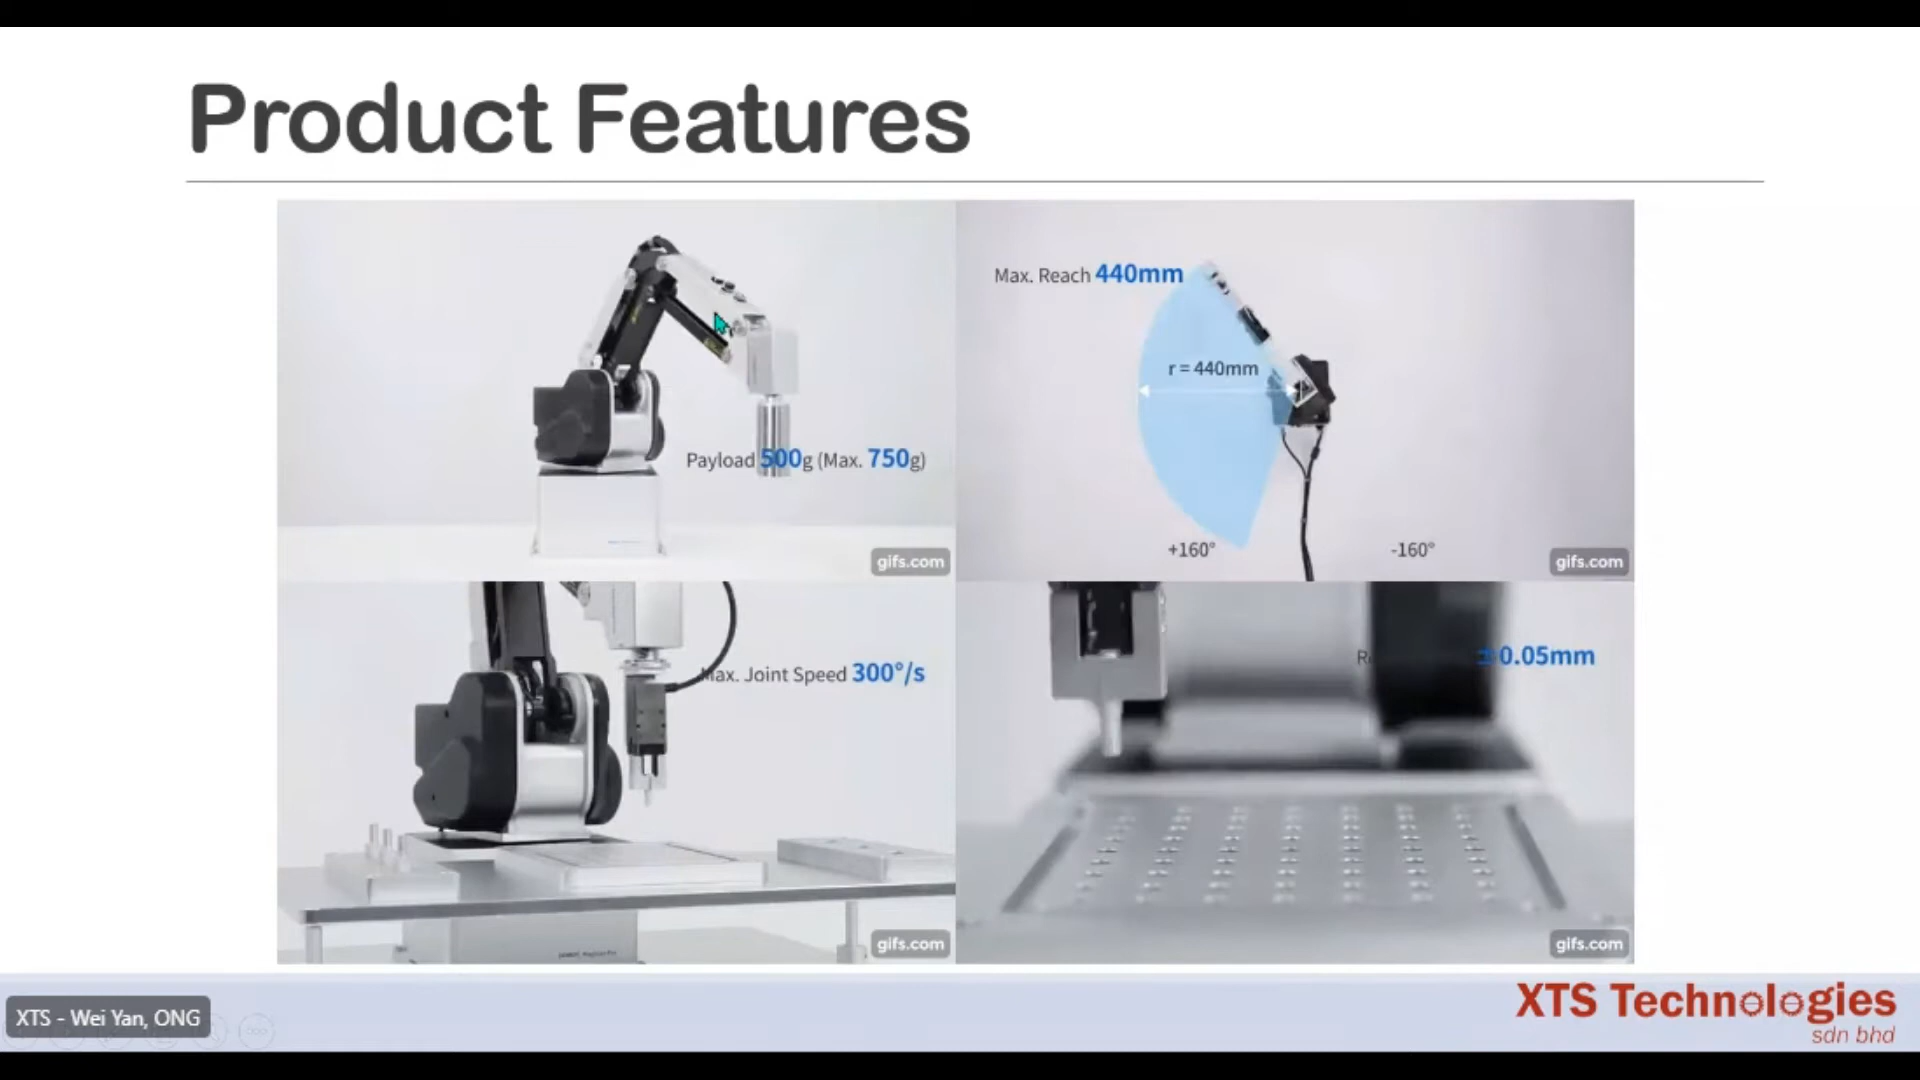 Product Features
Payload 500g (Max. 750g)
gifs.com
Max. Reach 440mm
r = 440mm
+160°
-160°
gifs.com
Max. Joint Speed 300°/s
gifs.com
±0.05mm
gifs.com
XTS - Wei Yan, ONG
XTS Technologies
sdn bhd